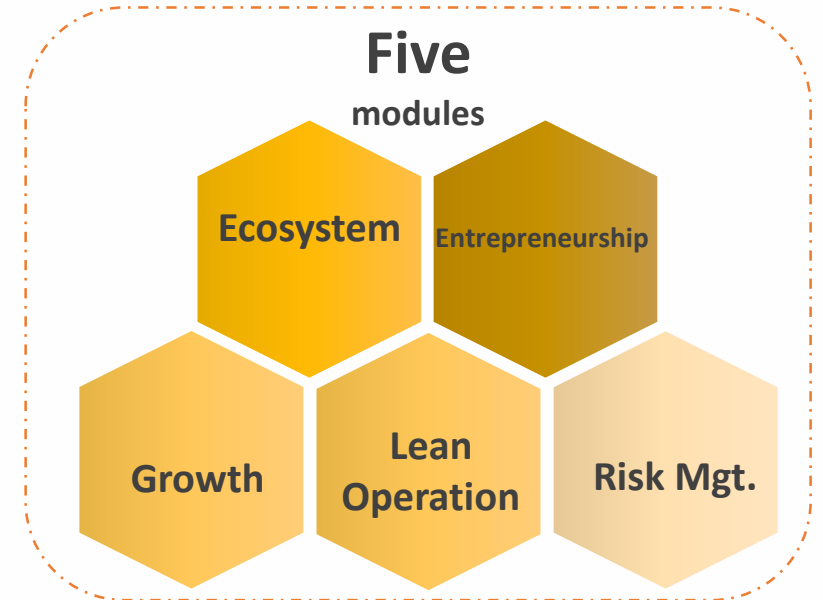 Five
modules
Ecosystem
Entrepreneurship
Growth
Lean
Operation
Risk Mgt.